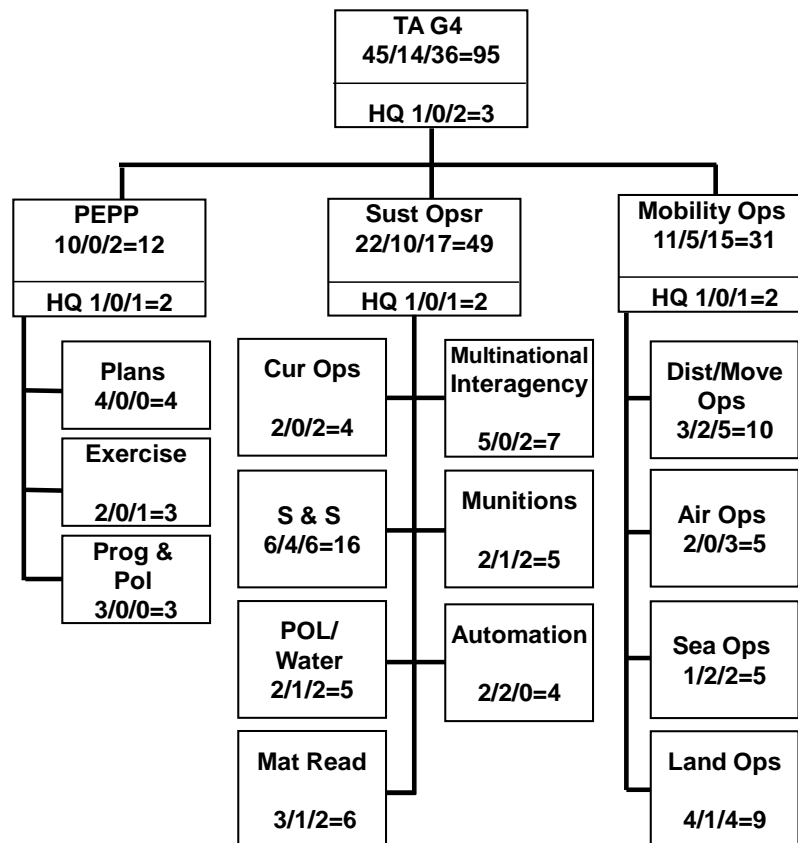 TA G4
45/14/36=95
HQ 1/0/2=3
PEPP
10/0/2=12
HQ 1/0/1=2
Plans
4/0/0=4
Exercise
2/0/1=3
Prog &
Pol
3/0/0=3
Sust Opsr
22/10/17=49
HQ 1/0/1=2
Cur Ops
2/0/2=4
Multinational
Interagency
5/0/2=7
S & S
6/4/6=16
Munitions
2/1/2=5
POL/
Water
2/1/2=5
Automation
2/2/0=4
Mat Read
3/1/2=6
Mobility Ops
11/5/15=31
HQ 1/0/1=2
Dist/Move
Ops
3/2/5=10
Air Ops
2/0/3=5
Sea Ops
1/2/2=5
Land Ops
4/1/4=9